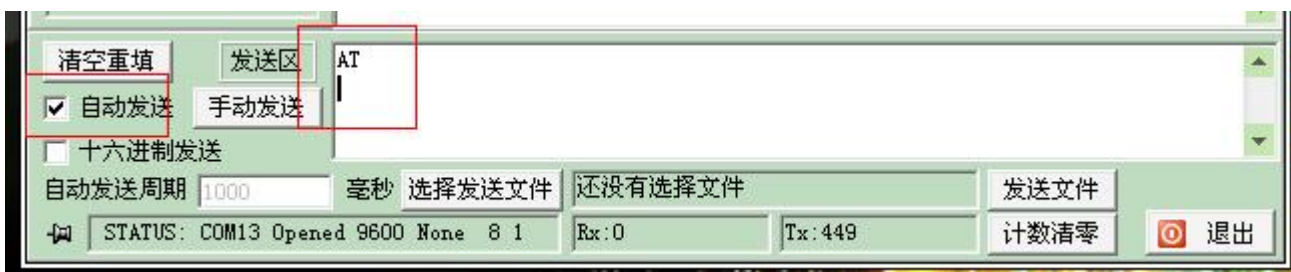 清空重填 发送区 AT
自动发送 手动发送
十六进制发送
自动发送周期 1000 毫秒 选择发送文件 还没有选择文件 发送文件
STATUS: COM13 Opened 9600 None 8 1 Rx:0 Tx:449 计数清零 退出